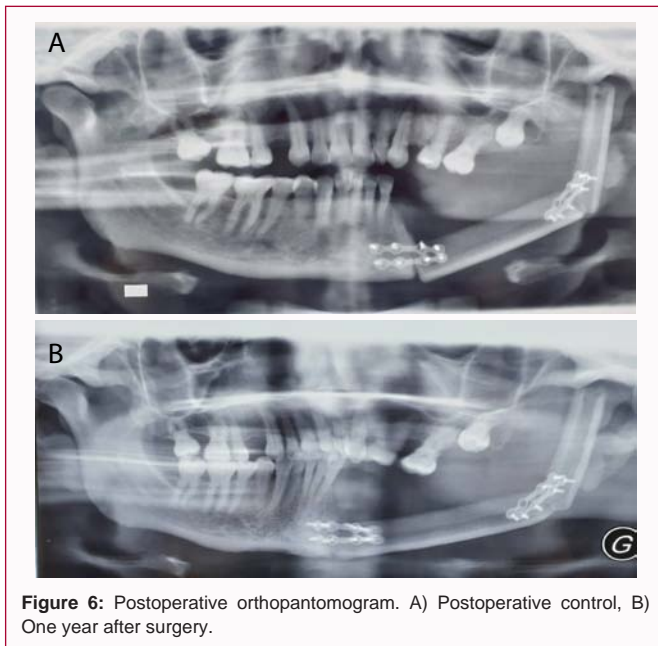 A
B
G
Figure 6: Postoperative orthopantomogram. A) Postoperative control, B)
One year after surgery.